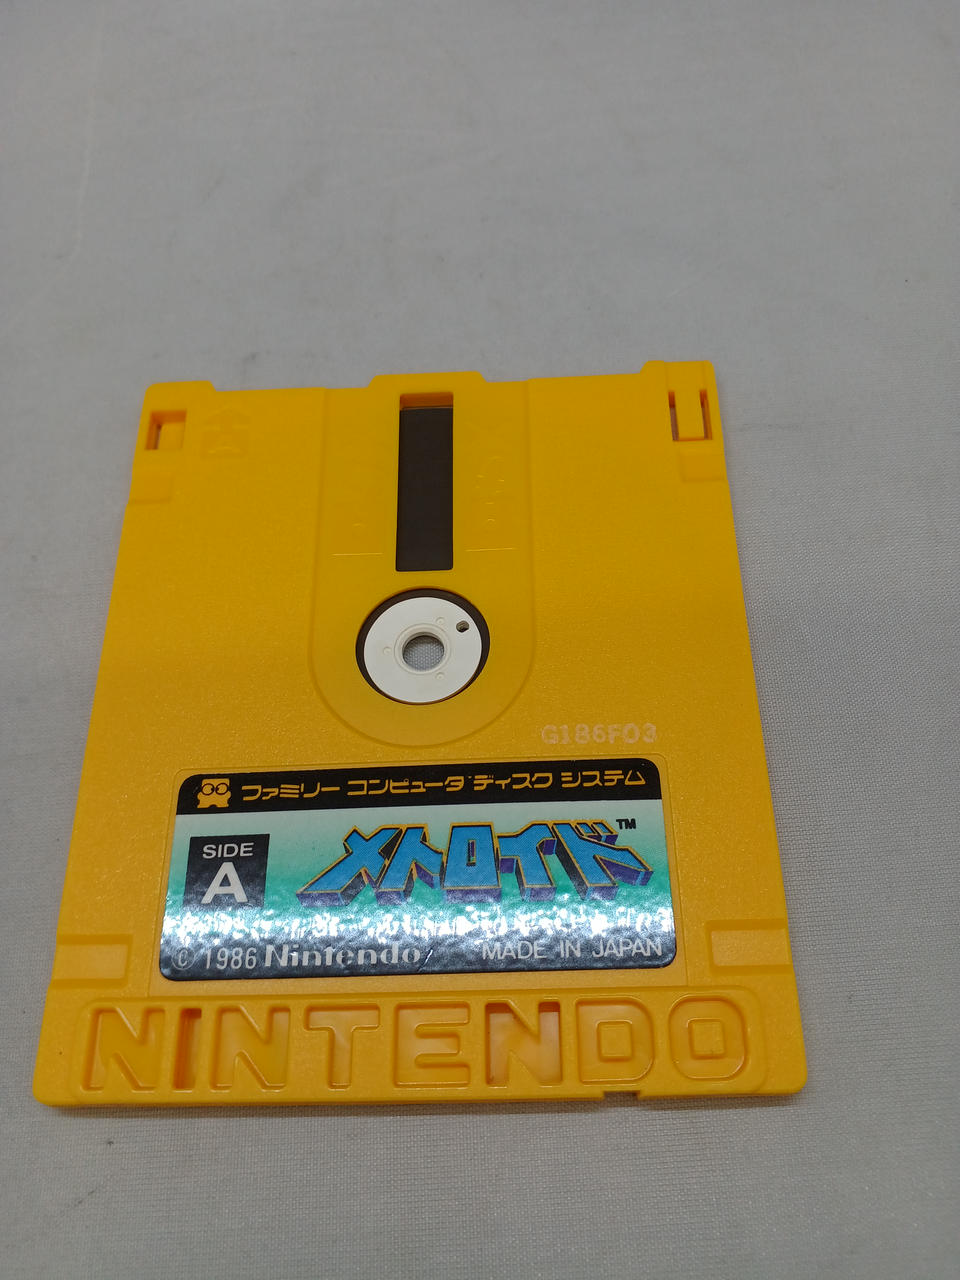 G186F03
ファミリー コンピュータ ディスク システム
SIDE
A
メトロイド™
© 1986 Nintendo
MADE IN JAPAN
NINTENDO